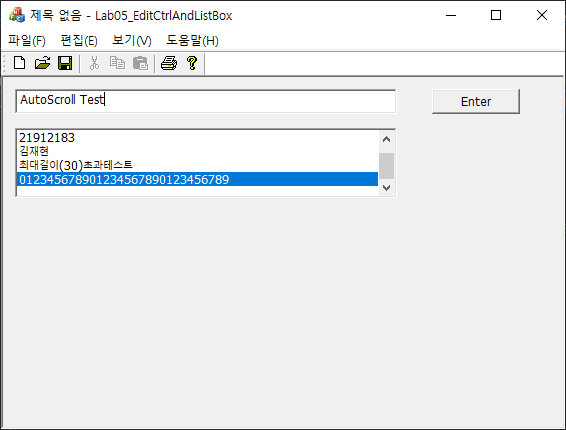 제목 없음 - Lab05_EditCtrlAndListBox
파일(F) 편집(E) 보기(V) 도움말(H)
AutoScroll Test
Enter
21912183
김재현
최대길이(30)초과테스트
012345678901234567890123456789